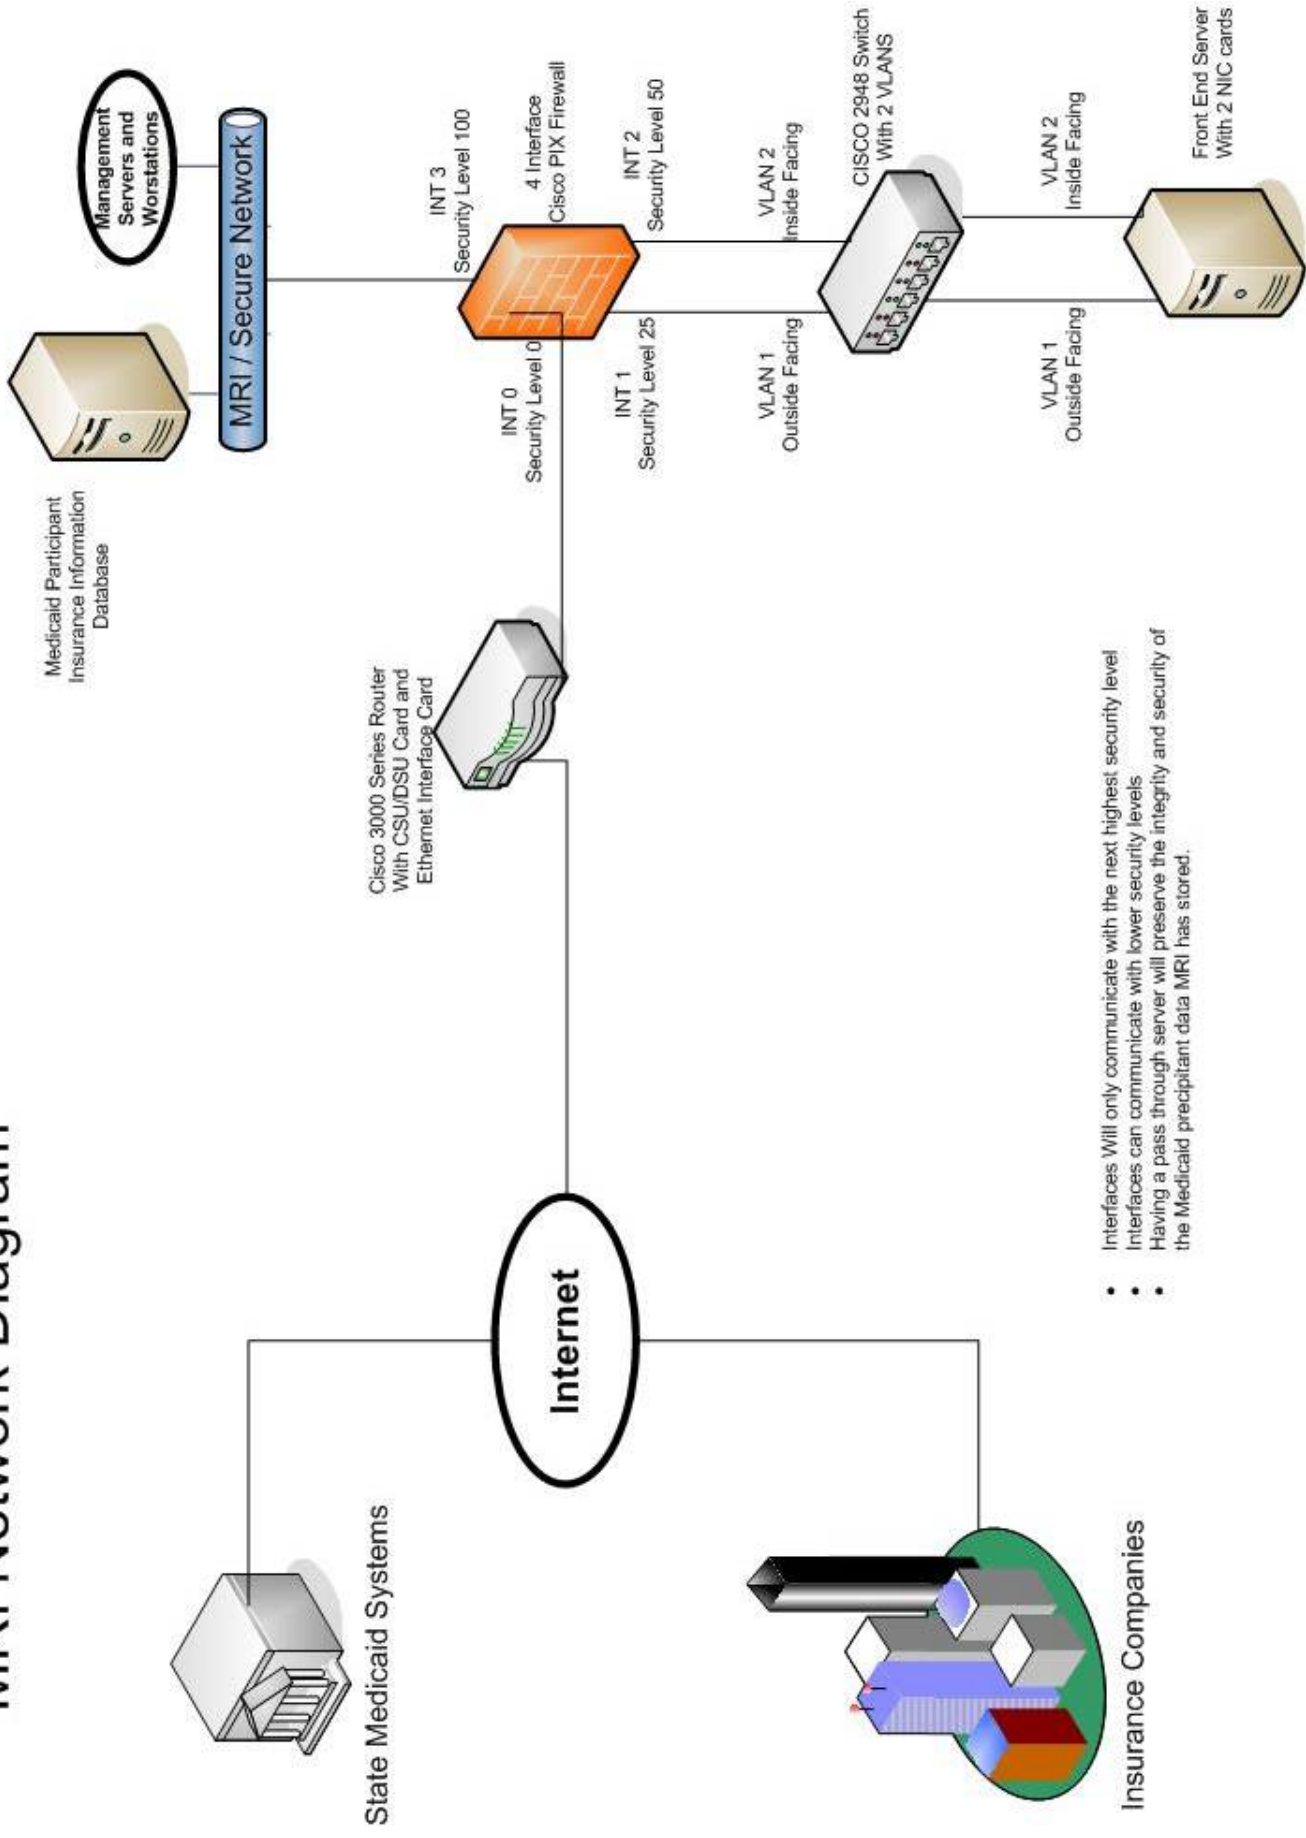 MRI Network Diagram
State Medicaid Systems
Insurance Companies
Internet
Cisco 3000 Series Router
With CSU/DSU Card and
Ethernet Interface Card
Medicaid Participant
Insurance Information
Database
Management
Servers and
Worstations
MRI / Secure Network
INT 3
Security Level 100
4 Interface
Cisco PIX Firewall
INT 0
Security Level 0
INT 1
Security Level 25
INT 2
Security Level 50
VLAN 1
Outside Facing
VLAN 2
Inside Facing
CISCO 2948 Switch
With 2 VLANS
VLAN 1
Outside Facing
VLAN 2
Inside Facing
Front End Server
With 2 NIC cards
• Interfaces Will only communicate with the next highest security level
• Interfaces can communicate with lower security levels
• Having a pass through server will preserve the integrity and security of
the Medicaid precipitant data MRI has stored.